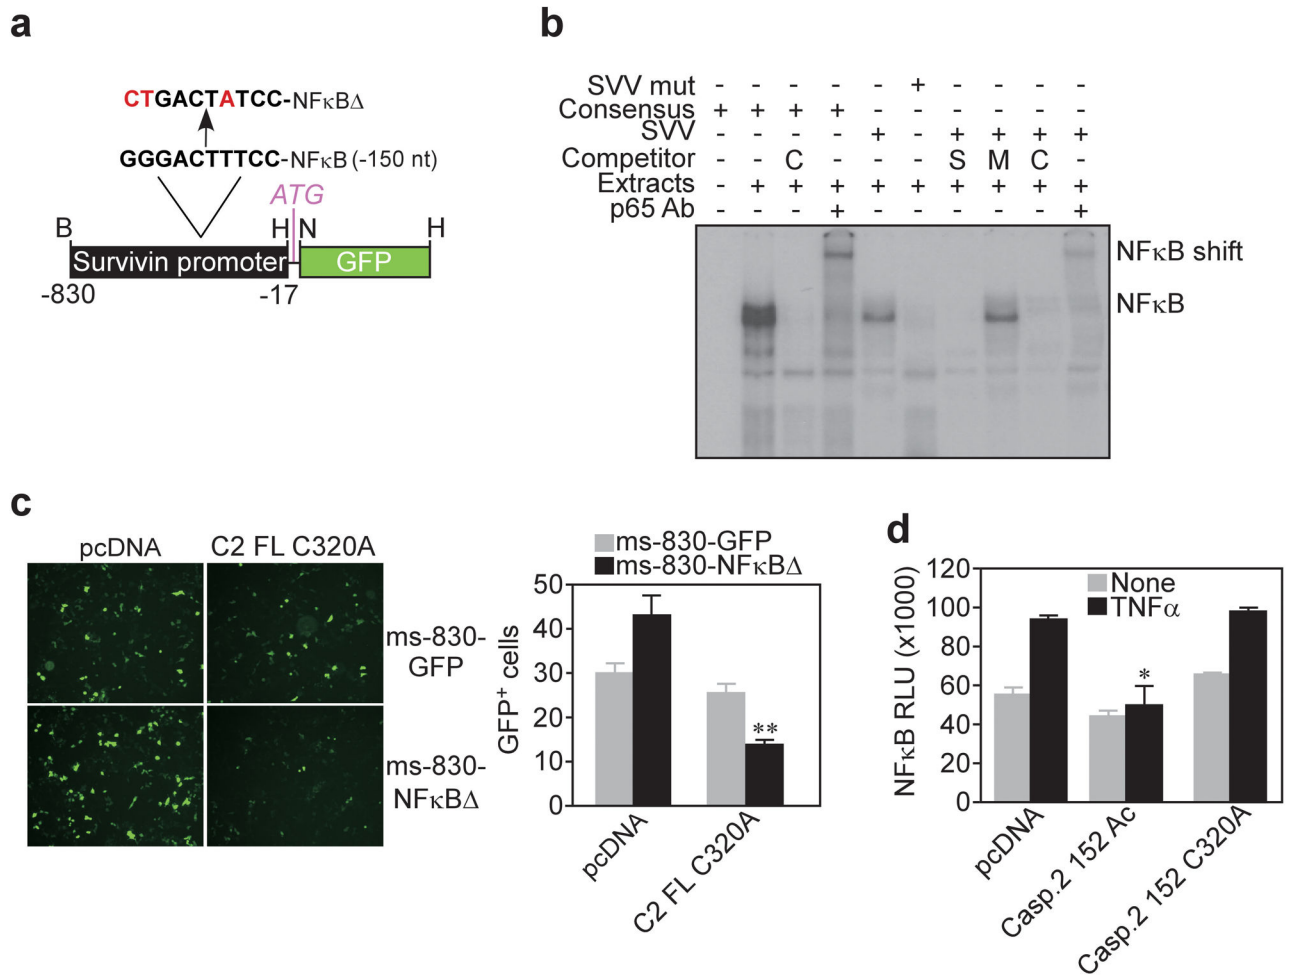 a
CTGACTATCC-NFκBΔ
GGGACTTTCC-NFκB (-150 nt)
ATG
B H N H
Survivin promoter GFP
-830 -17
b
SVV mut - - - - - + - - - -
Consensus + + + + - - - - - -
SVV - - - - + - + + + +
Competitor - - C - - - S M C -
Extracts - + + + + + + + + +
p65 Ab - - - + - - - - - +
NFκB shift
NFκB
c
pcDNA C2 FL C320A
ms-830-
GFP
ms-830-
NFκBΔ
ms-830-GFP
ms-830-NFκBΔ
GFP+ cells
50
40
30
20
10
0
**
pcDNA
C2 FL C320A
d
NFκB RLU (x1000)
120
100
80
60
40
20
0
None
TNFα
*
pcDNA
Casp.2 152 Ac
Casp.2 152 C320A